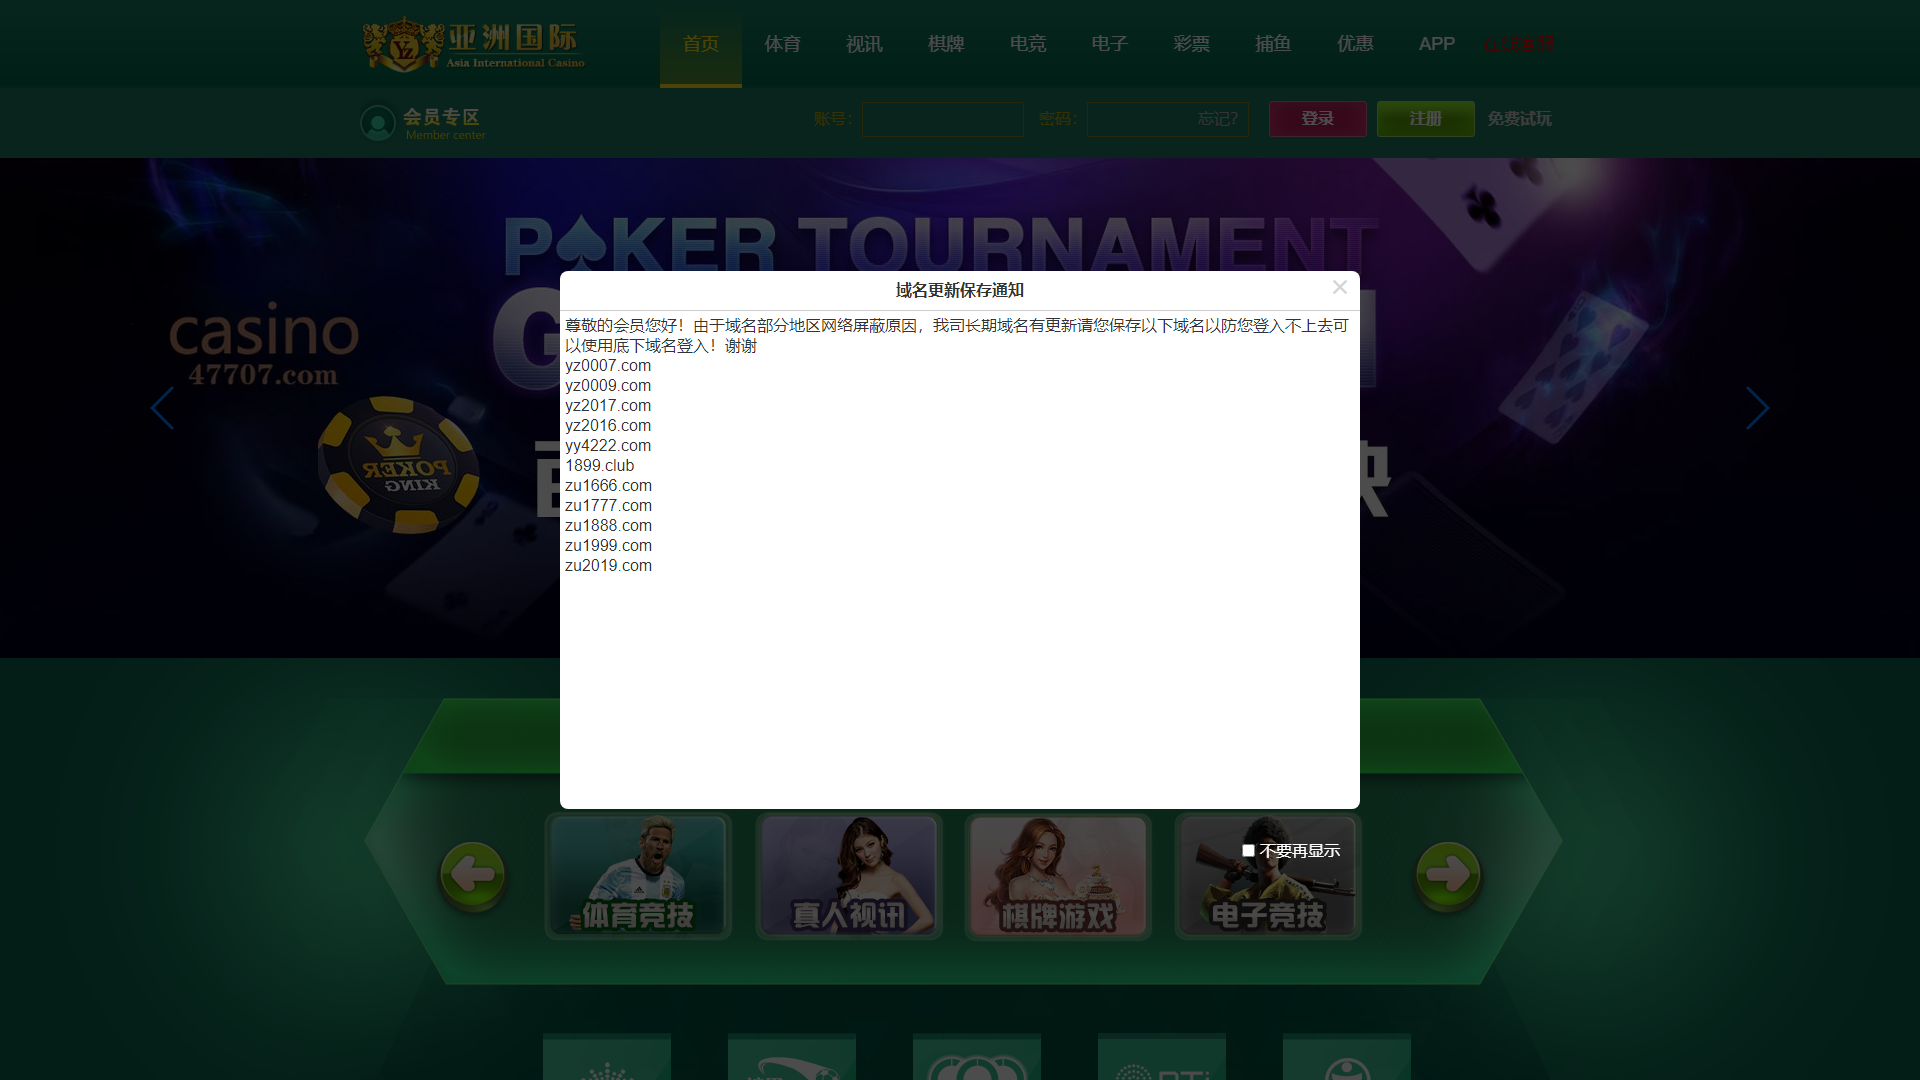 亚洲国际
Asia International Casino
首页
体育
视讯
棋牌
电竞
电子
彩票
捕鱼
优惠
APP
会员专区
Member center
账号：
密码：
忘记?
登录
注册
免费试玩
POKER TOURNAMENT
casino
47707.com
POKER
KING
域名更新保存通知
尊敬的会员您好！由于域名部分地区网络屏蔽原因，我司长期域名有更新请您保存以下域名以防您登入不上去可
以使用底下域名登入！谢谢
yz0007.com
yz0009.com
yz2017.com
yz2016.com
yy4222.com
1899.club
zu1666.com
zu1777.com
zu1888.com
zu1999.com
zu2019.com
不要再显示
体育竞技
真人视讯
棋牌游戏
电子竞技